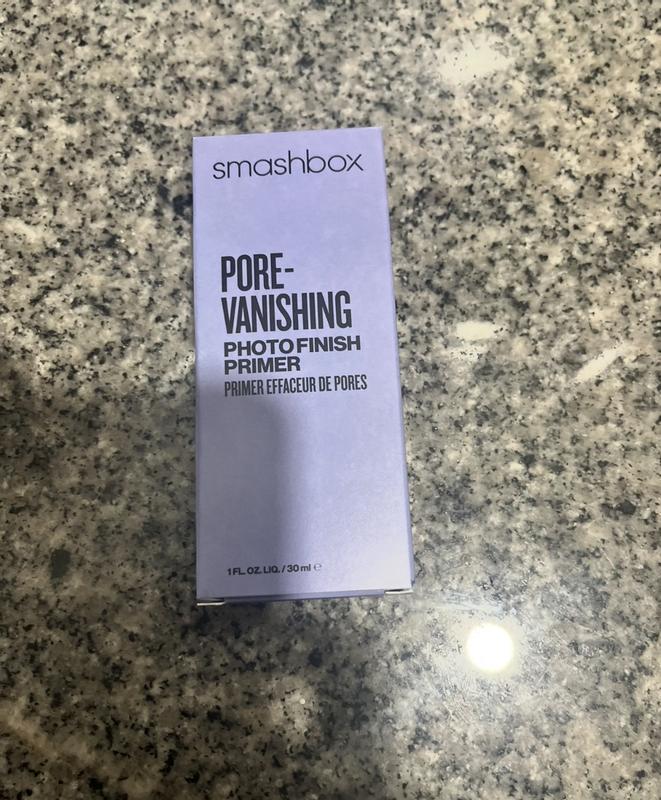 smashbox
PORE-
VANISHING
PHOTO FINISH
PRIMER
PRIMER EFFACEUR DE PORES
1 FL. OZ. LIQ. / 30 ml ℮